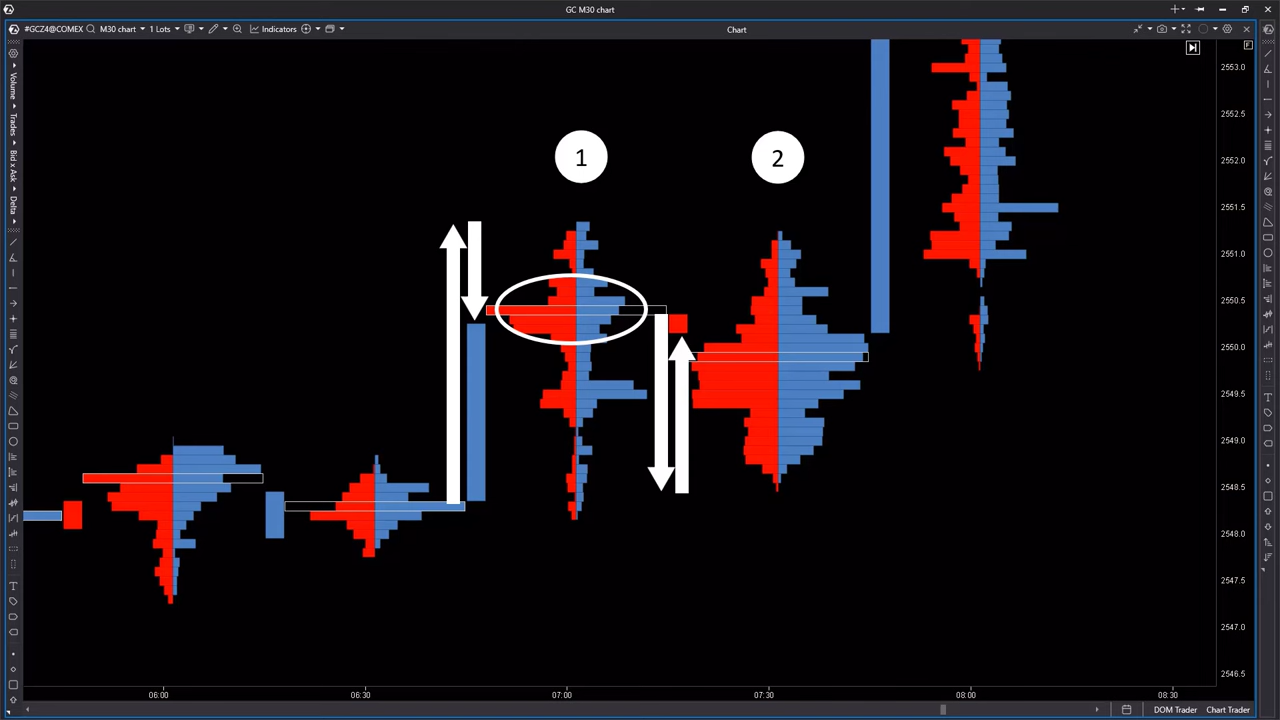 GC M30 chart
#GCZ4@COMEX M30 chart 1 Lots Indicators Chart
Volume
Trades
Bid x Ask
Delta
F
1
2
2553.0
2552.5
2552.0
2551.5
2551.0
2550.5
2550.0
2549.5
2549.0
2548.5
2548.0
2547.5
2547.0
2546.5
06:00 06:30 07:00 07:30 08:00 08:30
DOM Trader Chart Trader